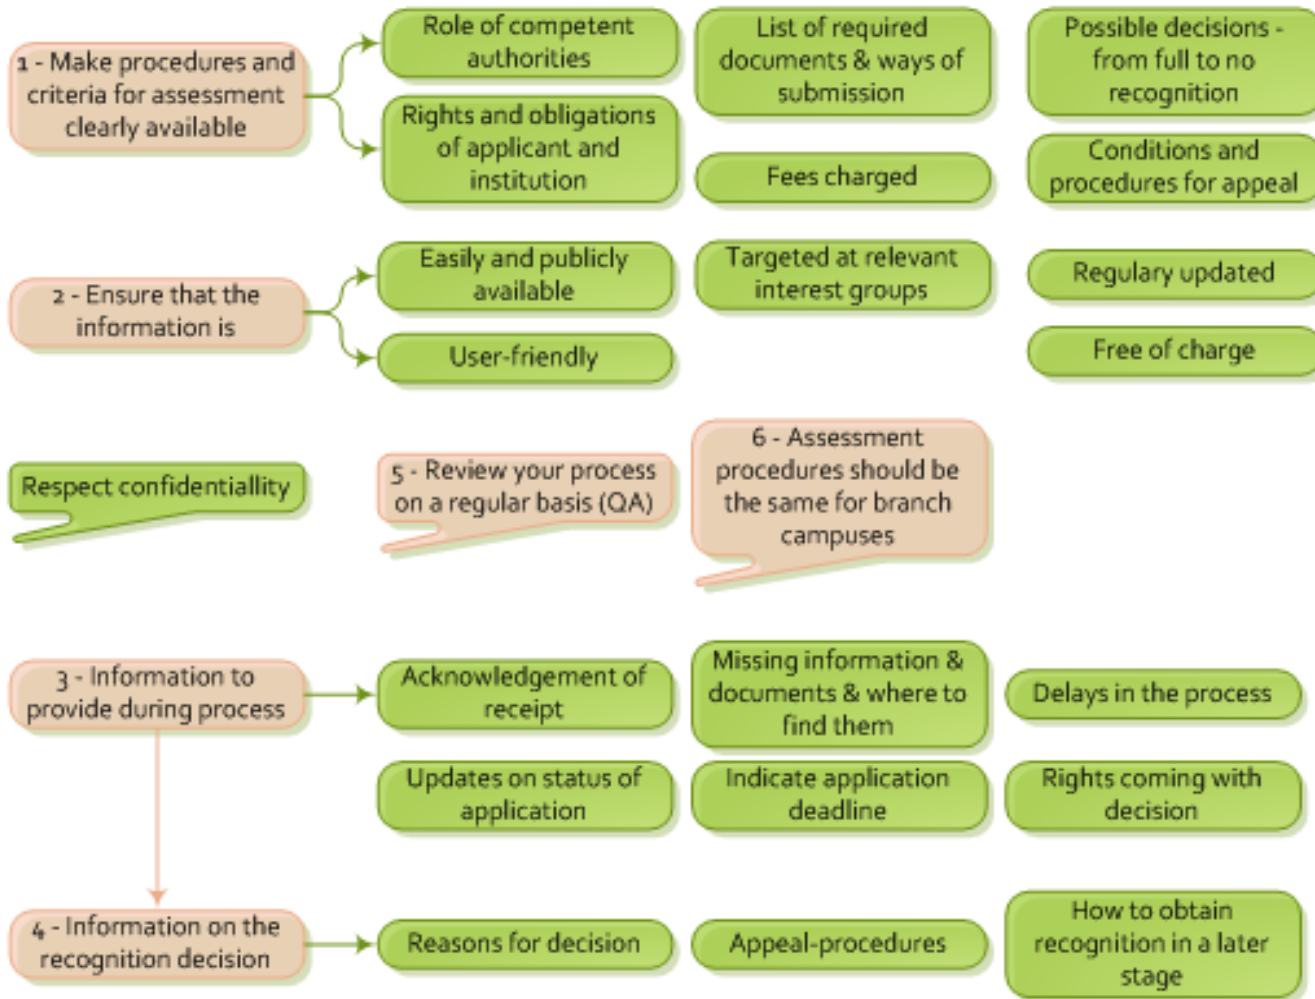 1 - Make procedures and
criteria for assessment
clearly available
Role of competent
authorities
Rights and obligations
of applicant and
institution
List of required
documents & ways of
submission
Fees charged
Possible decisions -
from full to no
recognition
Conditions and
procedures for appeal
2 - Ensure that the
information is
Easily and publicly
available
User-friendly
Targeted at relevant
interest groups
Regulary updated
Free of charge
Respect confidentiallity
5 - Review your process
on a regular basis (QA)
6 - Assessment
procedures should be
the same for branch
campuses
3 - Information to
provide during process
Acknowledgement of
receipt
Missing information &
documents & where to
find them
Delays in the process
Updates on status of
application
Indicate application
deadline
Rights coming with
decision
4 - Information on the
recognition decision
Reasons for decision
Appeal-procedures
How to obtain
recognition in a later
stage